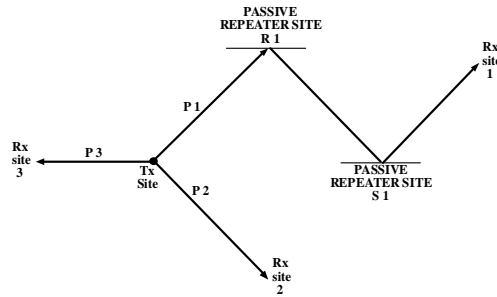 PASSIVE
REPEATER SITE
R 1
Rx
site
1
P 1
Rx
site
3
P 3
Tx
Site
P 2
PASSIVE
REPEATER SITE
S 1
Rx
site
2